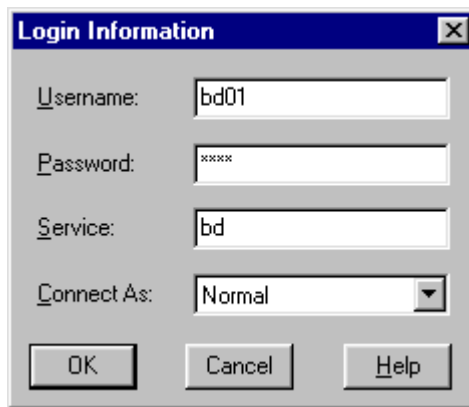 Login Information
Username: bd01
Password: ****
Service: bd
Connect As: Normal
OK Cancel Help